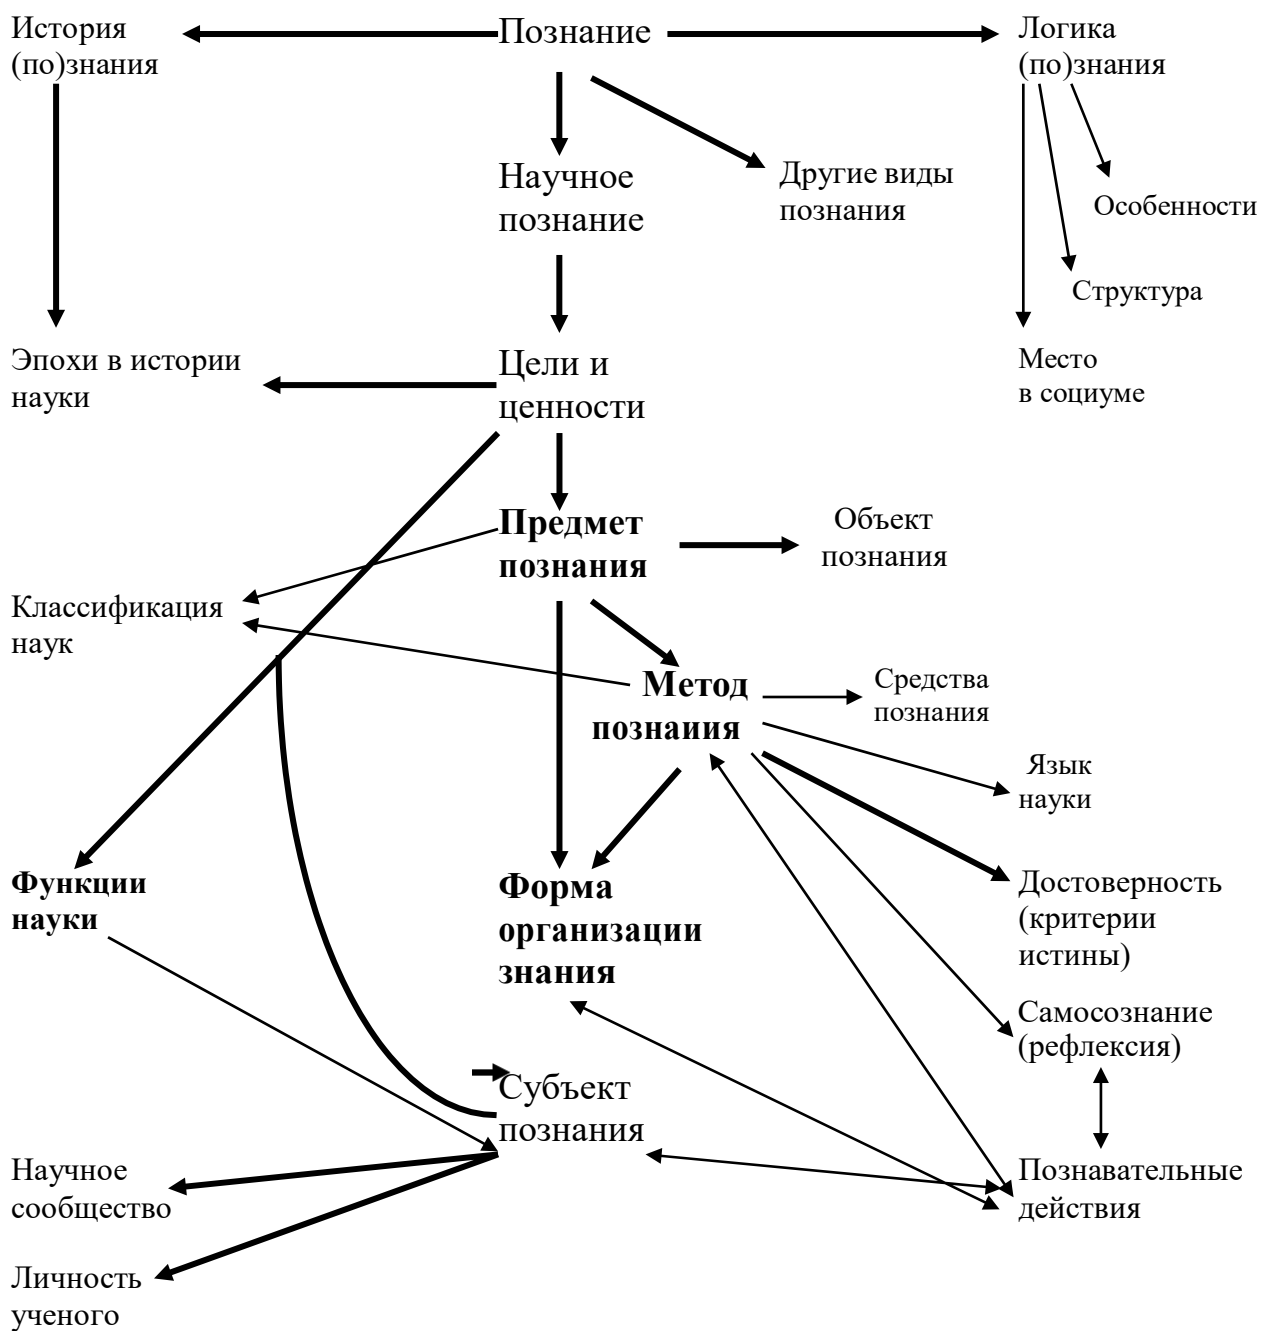 История
(по)знания
Познание
Логика
(по)знания
Научное
познание
Другие виды
познания
Особенности
Структура
Эпохи в истории
науки
Цели и
ценности
Место
в социуме
Предмет
познания
Объект
познания
Классификация
наук
Метод
познаиия
Средства
познания
Язык
науки
Функции
науки
Форма
организации
знания
Достоверность
(критерии
истины)
Самосознание
(рефлексия)
Субъект
познания
Научное
сообщество
Познавательные
действия
Личность
ученого